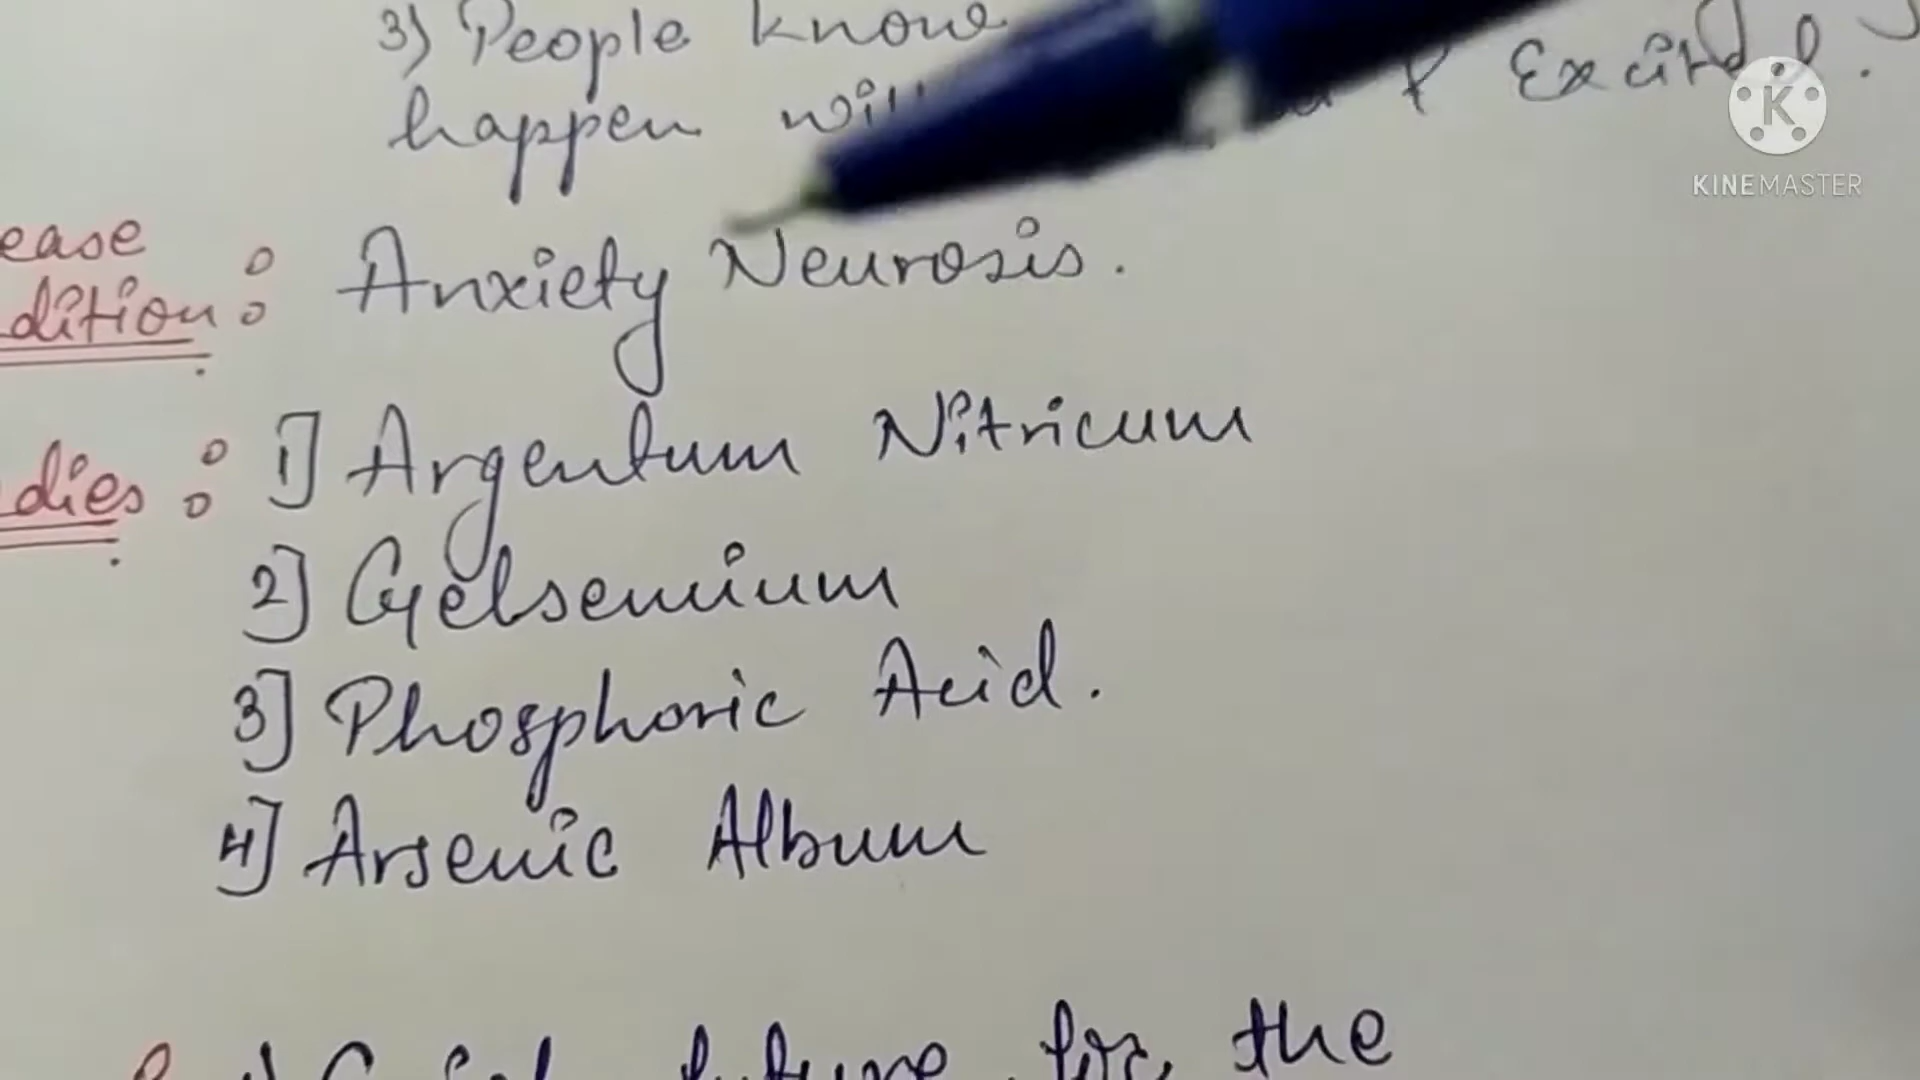 3) People know
happen & Excited.
K
KINEMASTER
ease
dition : Anxiety Neurosis.
dies : 1] Argentum Nitricum
2] Gelsemium
3] Phosphoric Acid.
4] Arsenic Album
future for the